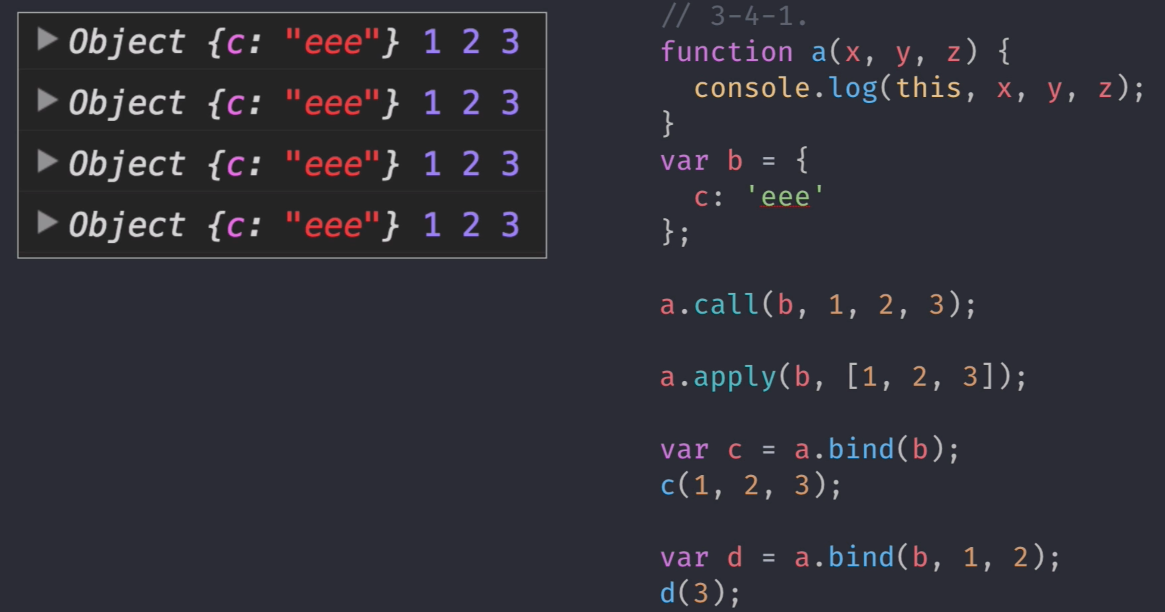 ▶ Object {c: "eee"} 1 2 3
▶ Object {c: "eee"} 1 2 3
▶ Object {c: "eee"} 1 2 3
▶ Object {c: "eee"} 1 2 3
// 3-4-1.
function a(x, y, z) {
  console.log(this, x, y, z);
}
var b = {
  c: 'eee'
};
a.call(b, 1, 2, 3);
a.apply(b, [1, 2, 3]);
var c = a.bind(b);
c(1, 2, 3);
var d = a.bind(b, 1, 2);
d(3);